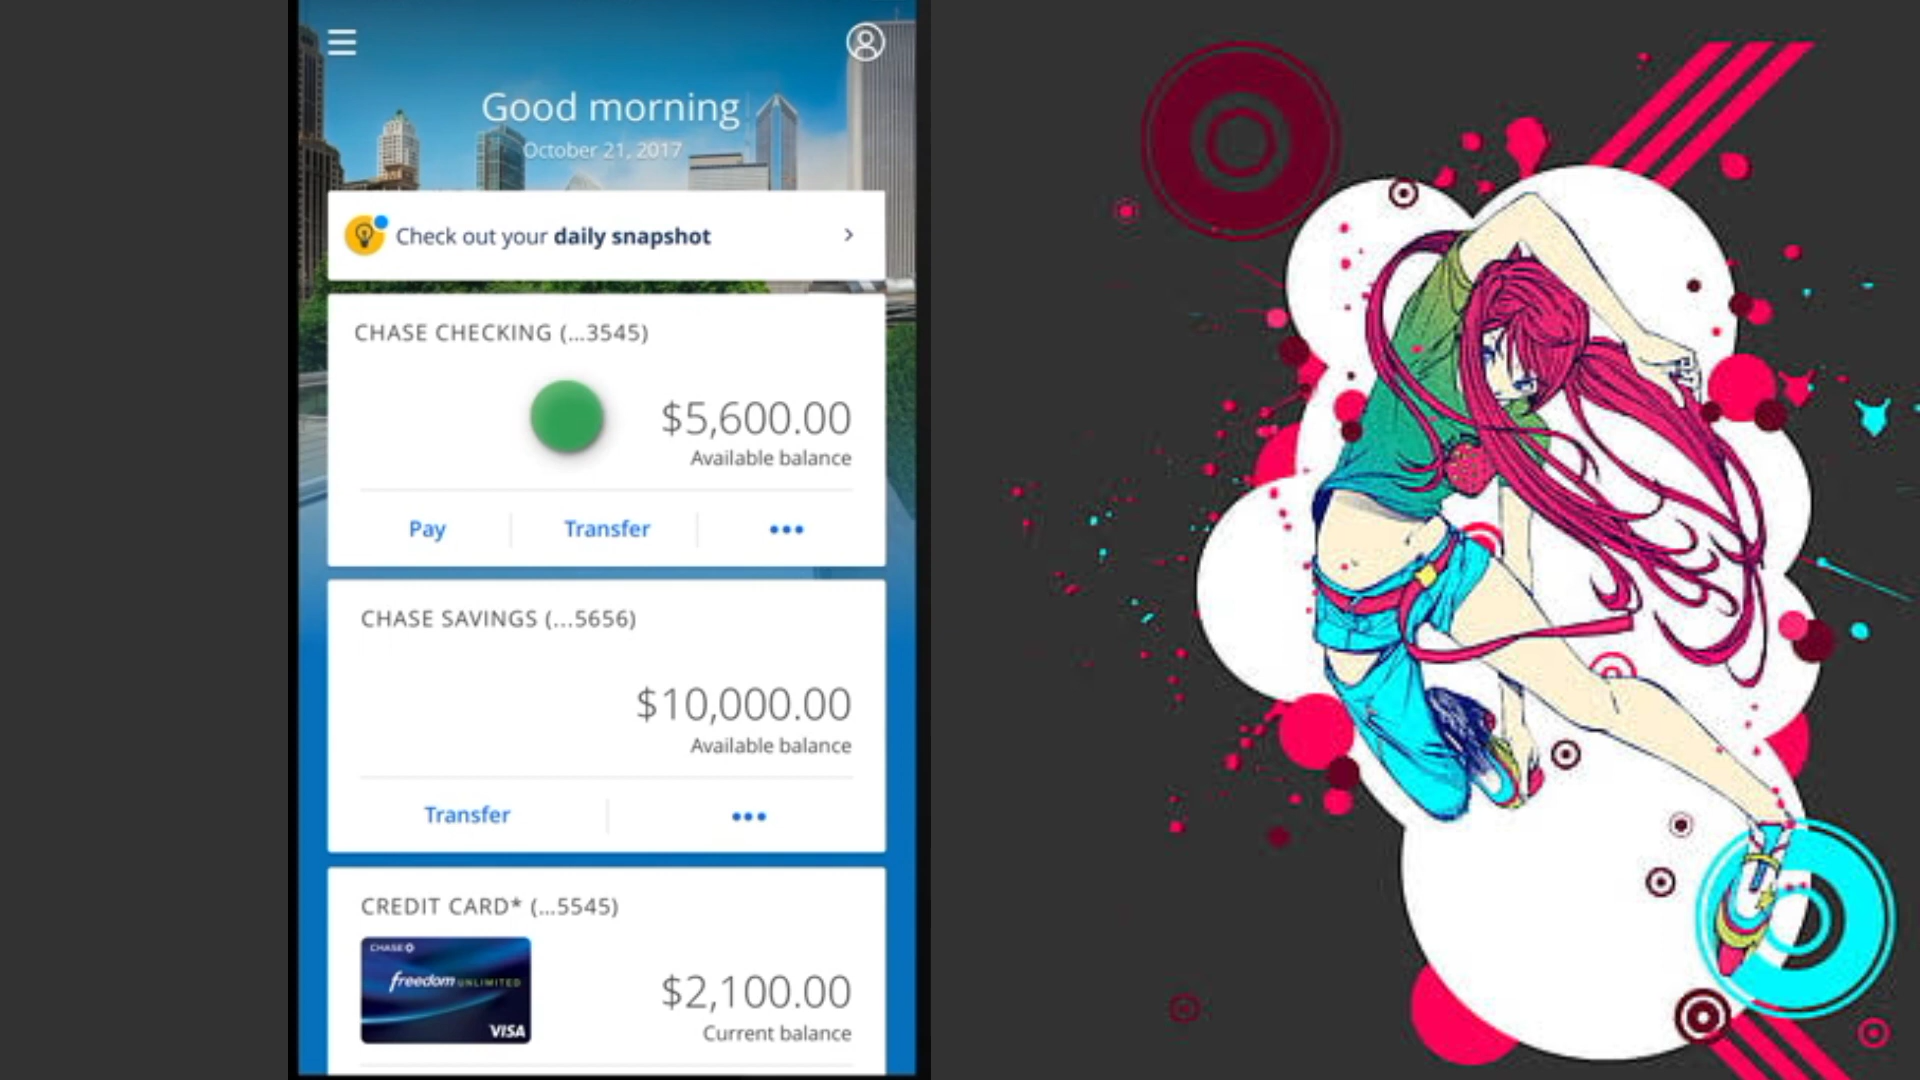 Good morning
October 21, 2017
Check out your daily snapshot
CHASE CHECKING (...3545)
$5,600.00
Available balance
Pay
Transfer
CHASE SAVINGS (...5656)
$10,000.00
Available balance
Transfer
CREDIT CARD* (...5545)
CHASE
freedom UNLIMITED
VISA
$2,100.00
Current balance